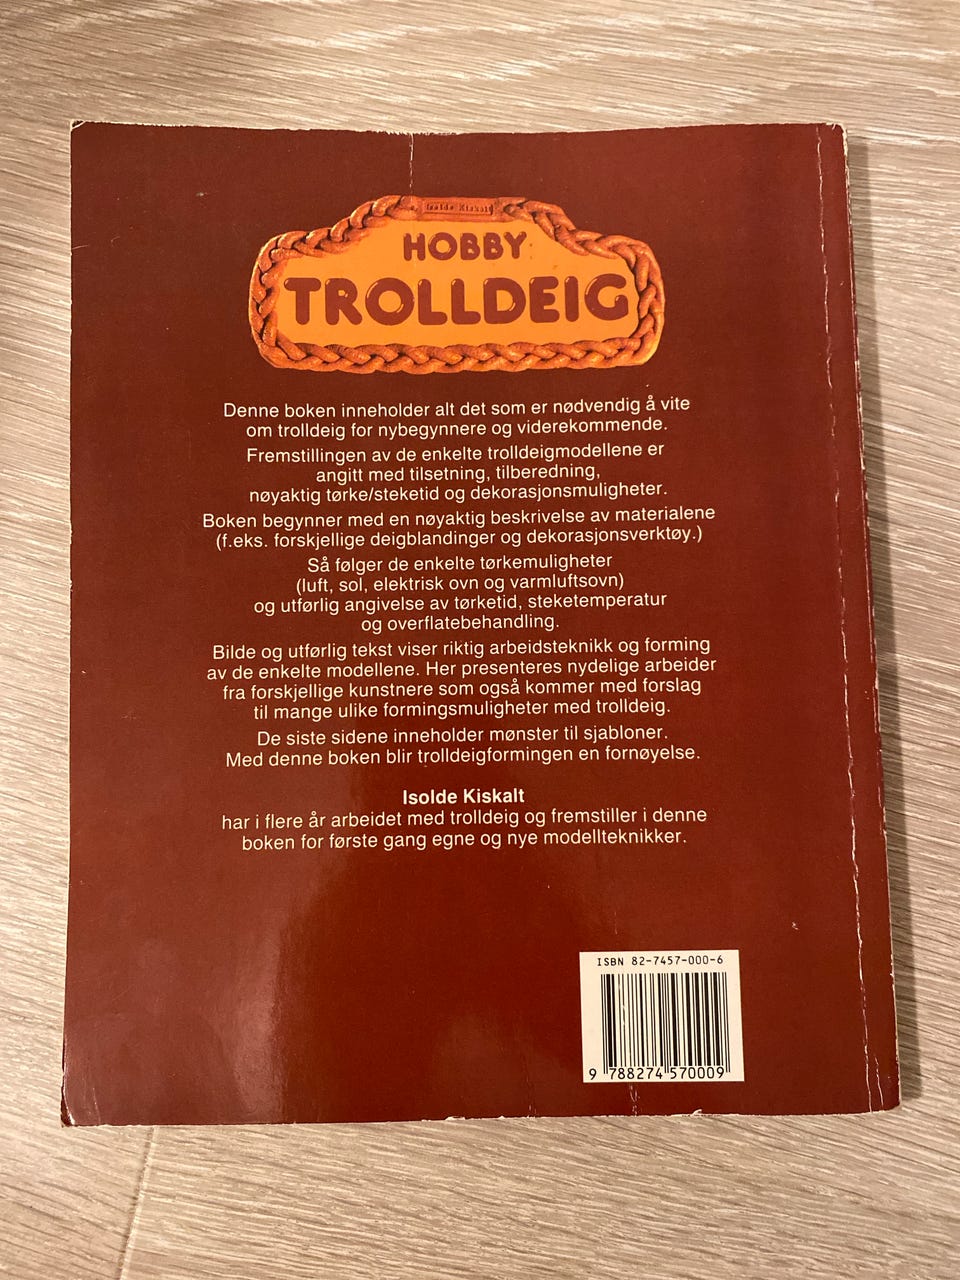 Isolde Kiskalt
HOBBY
TROLLDEIG
Denne boken inneholder alt det som er nødvendig å vite
om trolldeig for nybegynnere og viderekommende.
Fremstillingen av de enkelte trolldeigmodellene er
angitt med tilsetning, tilberedning,
nøyaktig tørke/steketid og dekorasjonsmuligheter.
Boken begynner med en nøyaktig beskrivelse av materialene
(f.eks. forskjellige deigblandinger og dekorasjonsverktøy.)
Så følger de enkelte tørkemuligheter
(luft, sol, elektrisk ovn og varmluftsovn)
og utførlig angivelse av tørketid, steketemperatur
og overflatebehandling.
Bilde og utførlig tekst viser riktig arbeidsteknikk og forming
av de enkelte modellene. Her presenteres nydelige arbeider
fra forskjellige kunstnere som også kommer med forslag
til mange ulike formingsmuligheter med trolldeig.
De siste sidene inneholder mønster til sjabloner.
Med denne boken blir trolldeigformingen en fornøyelse.
Isolde Kiskalt
har i flere år arbeidet med trolldeig og fremstiller i denne
boken for første gang egne og nye modellteknikker.
ISBN 82-7457-000-6
9 788274 570009